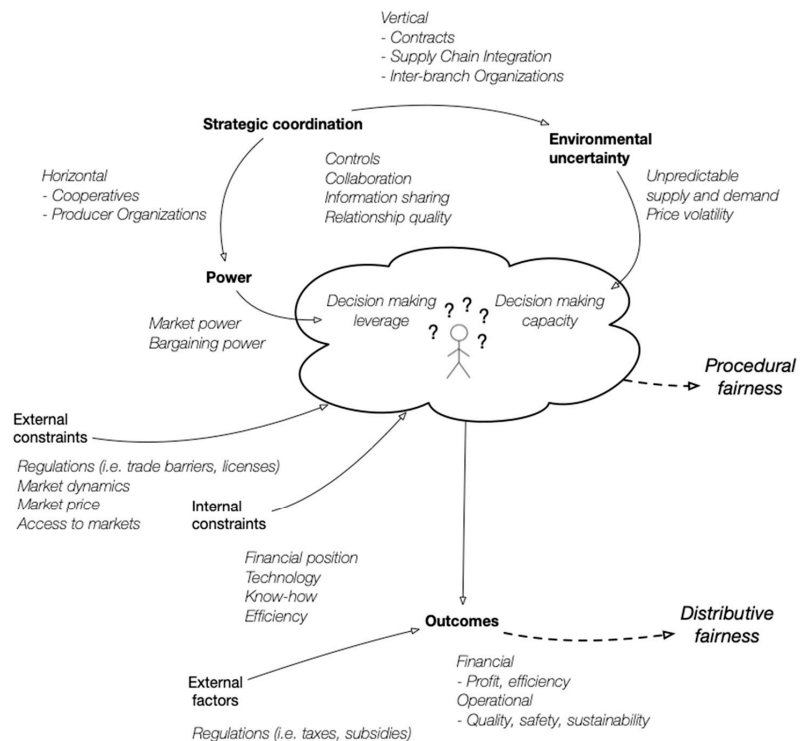 Vertical
- Contracts
- Supply Chain Integration
- Inter-branch Organizations
Strategic coordination
Environmental
uncertainty
Horizontal
- Cooperatives
- Producer Organizations
Controls
Collaboration
Information sharing
Relationship quality
Unpredictable
supply and demand
Price volatility
Power
Market power
Bargaining power
Decision making
leverage
? ? ? ? ?
Decision making
capacity
Procedural
fairness
External
constraints
Regulations (i.e. trade barriers, licenses)
Market dynamics
Market price
Access to markets
Internal
constraints
Financial position
Technology
Know-how
Efficiency
Outcomes
Distributive
fairness
Financial
- Profit, efficiency
Operational
- Quality, safety, sustainability
External
factors
Regulations (i.e. taxes, subsidies)